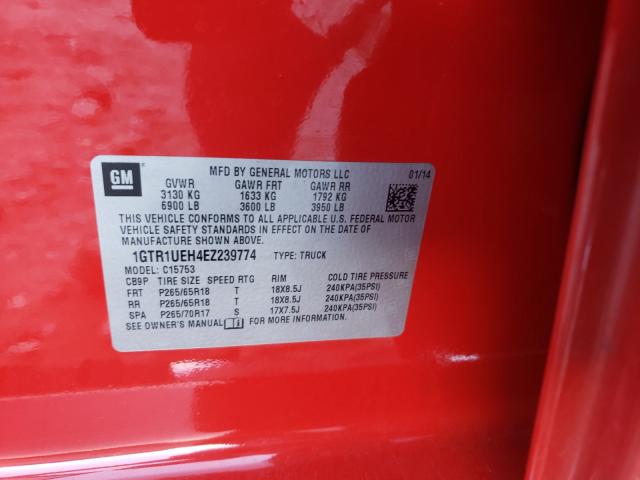 GM
MFD BY GENERAL MOTORS LLC 01/14
GVWR GAWR FRT GAWR RR
3130 KG 1633 KG 1792 KG
6900 LB 3600 LB 3950 LB
THIS VEHICLE CONFORMS TO ALL APPLICABLE U.S. FEDERAL MOTOR
VEHICLE SAFETY STANDARDS IN EFFECT ON THE DATE OF
MANUFACTURE SHOWN ABOVE.
1GTR1UEH4EZ239774 TYPE: TRUCK
MODEL: C15753
CB9P TIRE SIZE SPEED RTG RIM COLD TIRE PRESSURE
FRT P265/65R18 T 18X8.5J 240KPA(35PSI)
RR P265/65R18 T 18X8.5J 240KPA(35PSI)
SPA P265/70R17 S 17X7.5J 240KPA(35PSI)
SEE OWNER'S MANUAL FOR MORE INFORMATION.